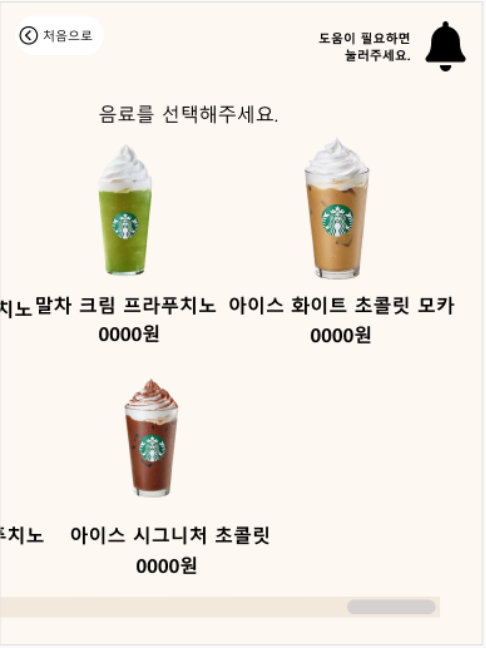 처음으로
도움이 필요하면
눌러주세요.
음료를 선택해주세요.
치노 말차 크림 프라푸치노 아이스 화이트 초콜릿 모카
0000원 0000원
푸치노 아이스 시그니처 초콜릿
0000원